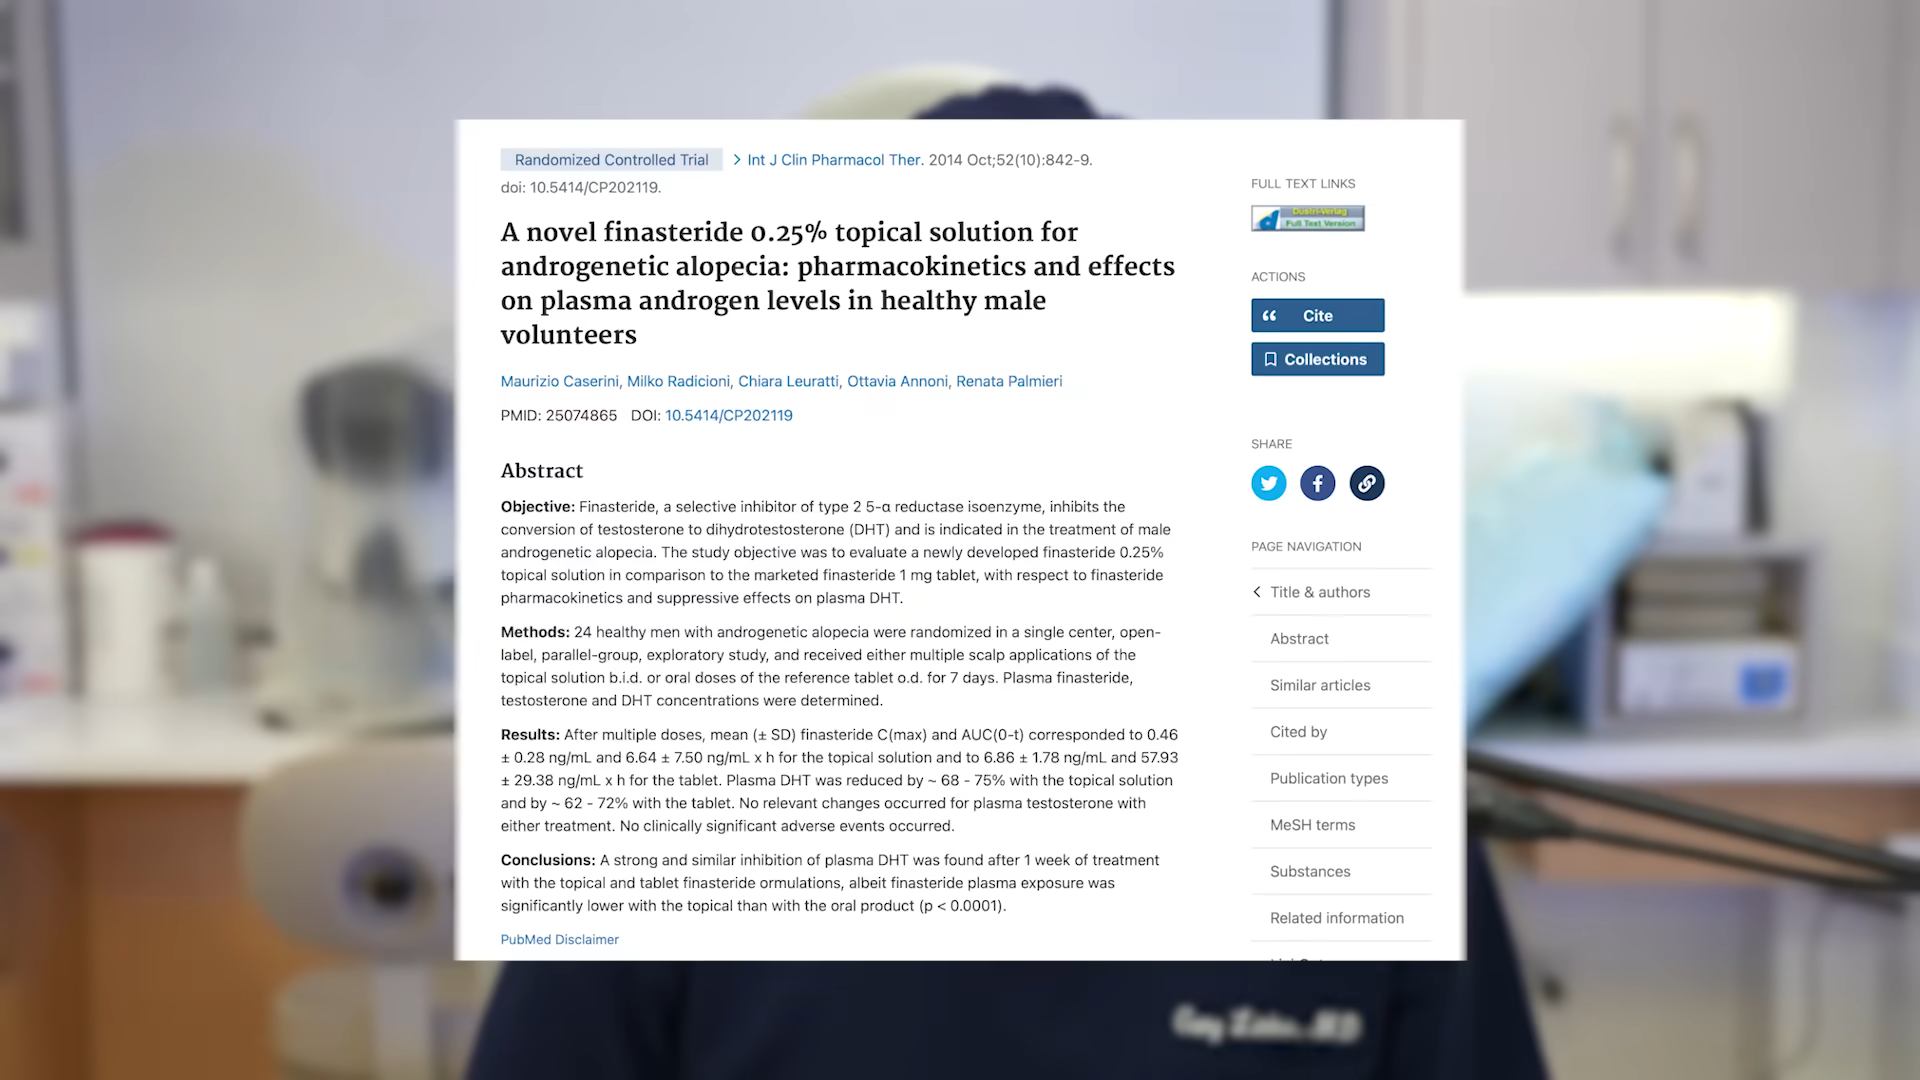 Randomized Controlled Trial > Int J Clin Pharmacol Ther. 2014 Oct;52(10):842-9.
doi: 10.5414/CP202119.
A novel finasteride 0.25% topical solution for
androgenetic alopecia: pharmacokinetics and effects
on plasma androgen levels in healthy male
volunteers
Maurizio Caserini, Milko Radicioni, Chiara Leuratti, Ottavia Annoni, Renata Palmieri
PMID: 25074865 DOI: 10.5414/CP202119
Abstract
Objective: Finasteride, a selective inhibitor of type 2 5-α reductase isoenzyme, inhibits the
conversion of testosterone to dihydrotestosterone (DHT) and is indicated in the treatment of male
androgenetic alopecia. The study objective was to evaluate a newly developed finasteride 0.25%
topical solution in comparison to the marketed finasteride 1 mg tablet, with respect to finasteride
pharmacokinetics and suppressive effects on plasma DHT.
Methods: 24 healthy men with androgenetic alopecia were randomized in a single center, open-
label, parallel-group, exploratory study, and received either multiple scalp applications of the
topical solution b.i.d. or oral doses of the reference tablet o.d. for 7 days. Plasma finasteride,
testosterone and DHT concentrations were determined.
Results: After multiple doses, mean (± SD) finasteride C(max) and AUC(0-t) corresponded to 0.46
± 0.28 ng/mL and 6.64 ± 7.50 ng/mL x h for the topical solution and to 6.86 ± 1.78 ng/mL and 57.93
± 29.38 ng/mL x h for the tablet. Plasma DHT was reduced by ~ 68 - 75% with the topical solution
and by ~ 62 - 72% with the tablet. No relevant changes occurred for plasma testosterone with
either treatment. No clinically significant adverse events occurred.
Conclusions: A strong and similar inhibition of plasma DHT was found after 1 week of treatment
with the topical and tablet finasteride ormulations, albeit finasteride plasma exposure was
significantly lower with the topical than with the oral product (p < 0.0001).
PubMed Disclaimer
FULL TEXT LINKS
Dustri-Verlag
Full Text Version
ACTIONS
Cite
Collections
SHARE
PAGE NAVIGATION
Title & authors
Abstract
Similar articles
Cited by
Publication types
MeSH terms
Substances
Related information